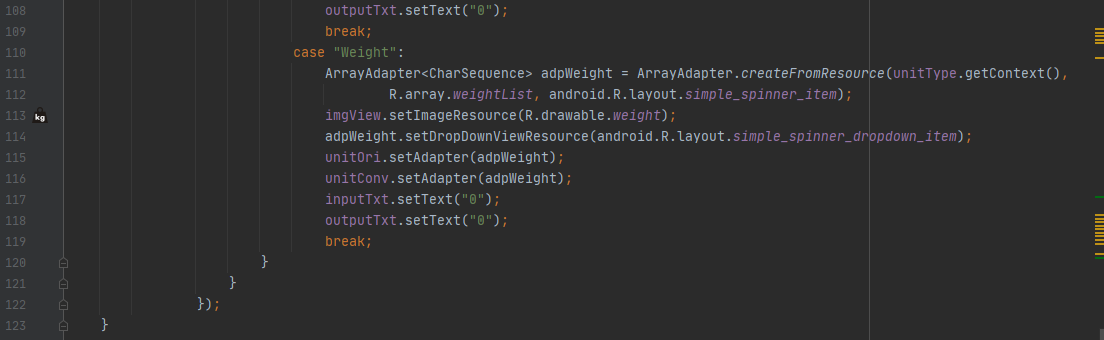 108 outputTxt.setText("0");
109 break;
110 case "Weight":
111 ArrayAdapter<CharSequence> adpWeight = ArrayAdapter.createFromResource(unitType.getContext(),
112 R.array.weightList, android.R.layout.simple_spinner_item);
113 kg imgView.setImageResource(R.drawable.weight);
114 adpWeight.setDropDownViewResource(android.R.layout.simple_spinner_dropdown_item);
115 unitOri.setAdapter(adpWeight);
116 unitConv.setAdapter(adpWeight);
117 inputTxt.setText("0");
118 outputTxt.setText("0");
119 break;
120 }
121 }
122 });
123 }